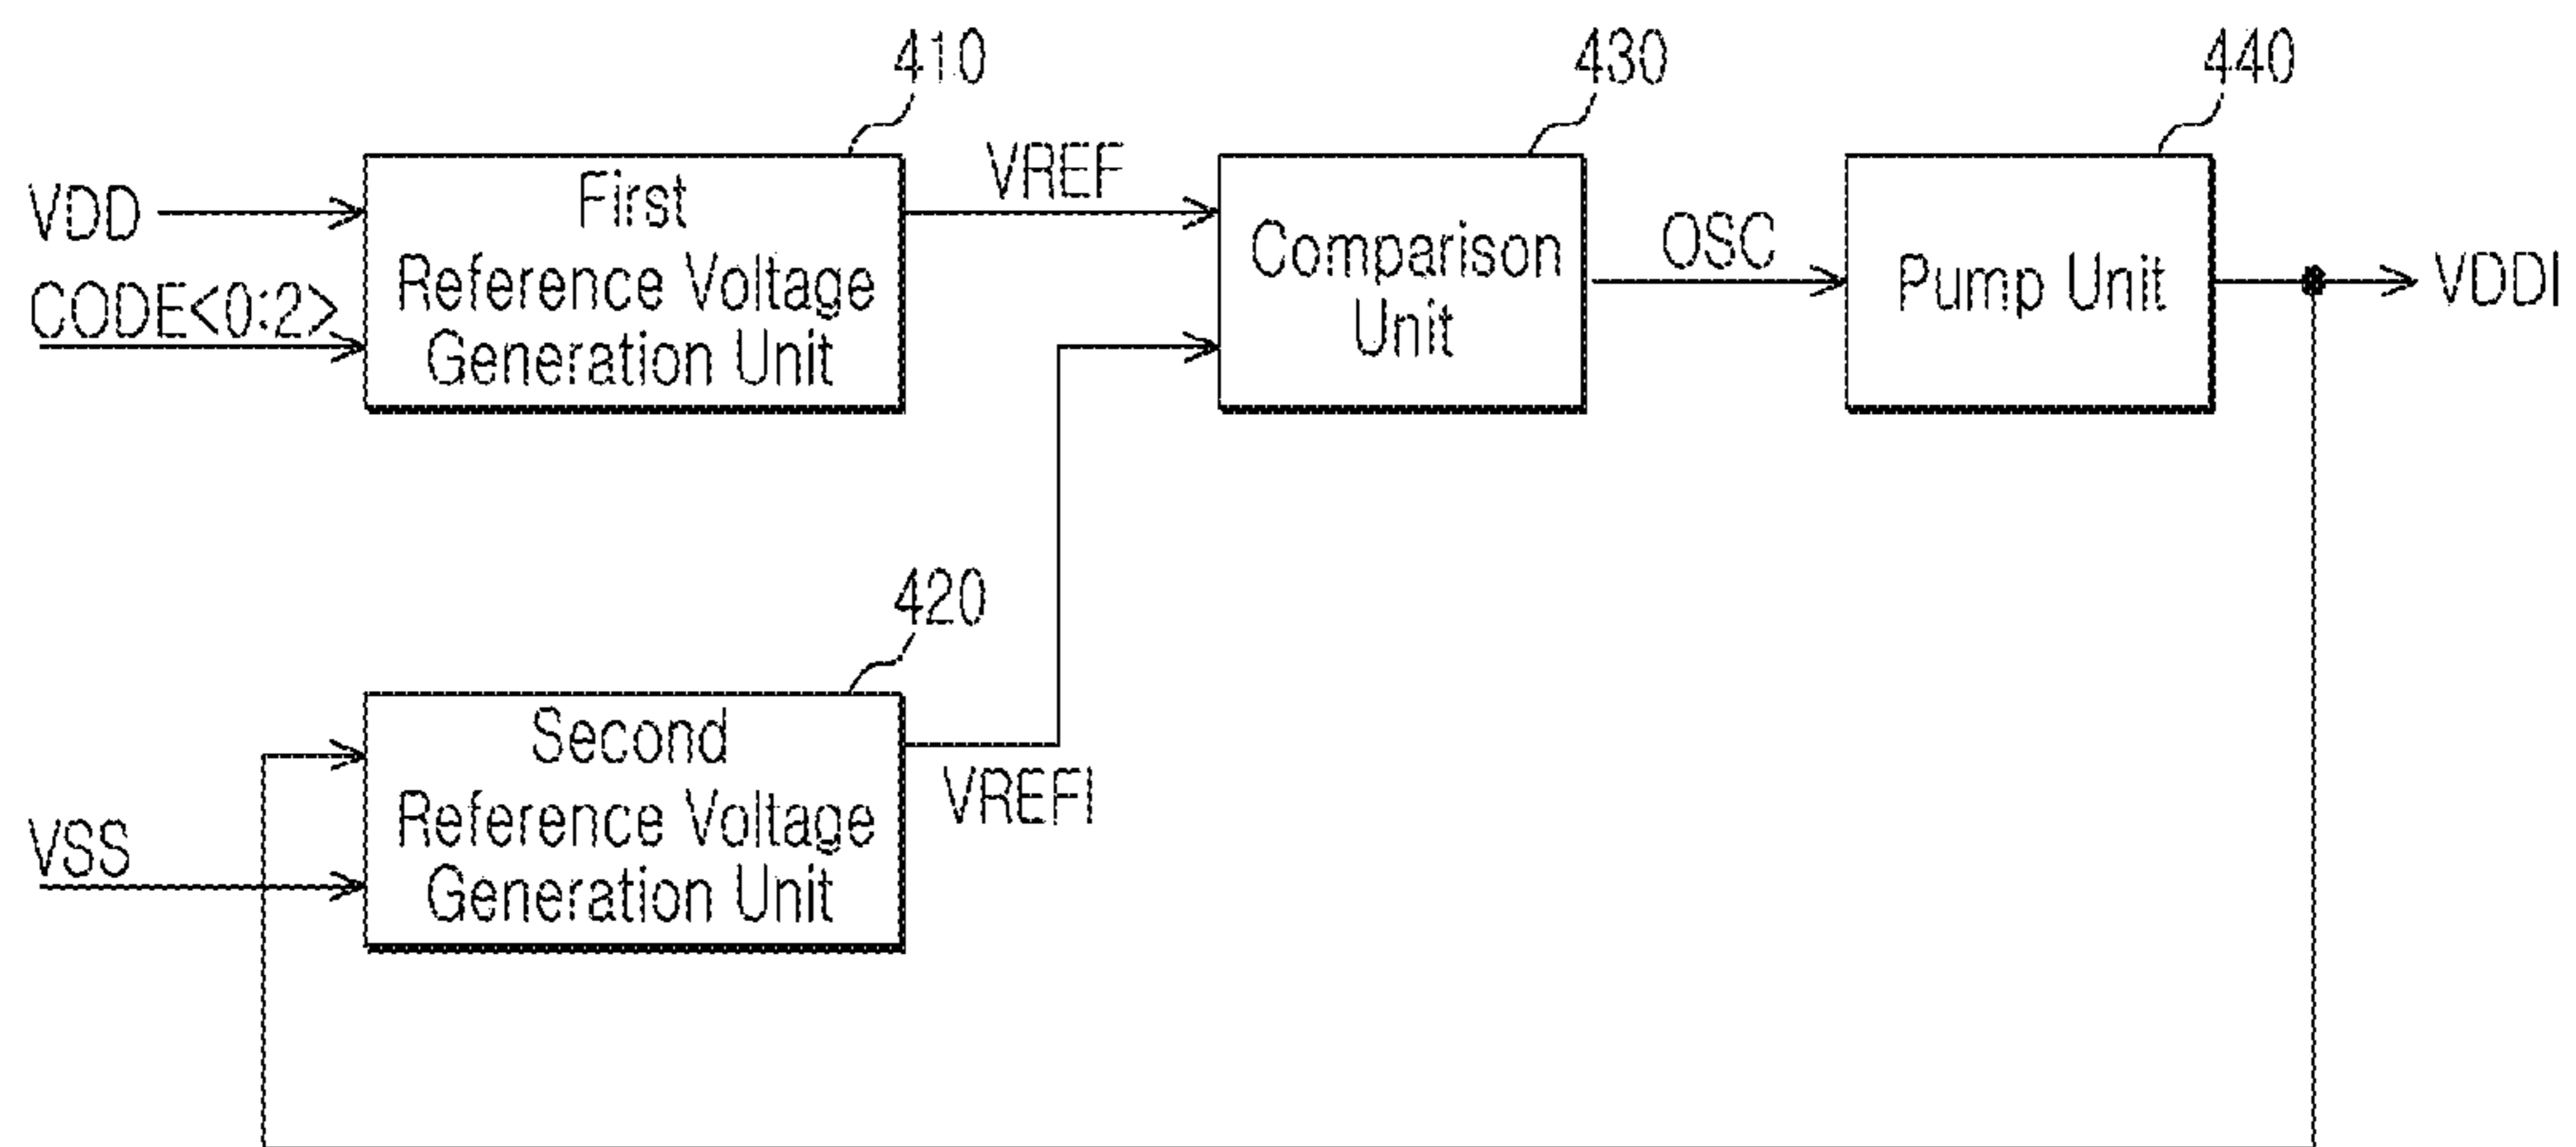 410
430
440
VDD
CODE<0:2>
First
Reference Voltage
Generation Unit
VREF
Comparison
Unit
OSC
Pump Unit
VDDI
420
VSS
Second
Reference Voltage
Generation Unit
VREFI